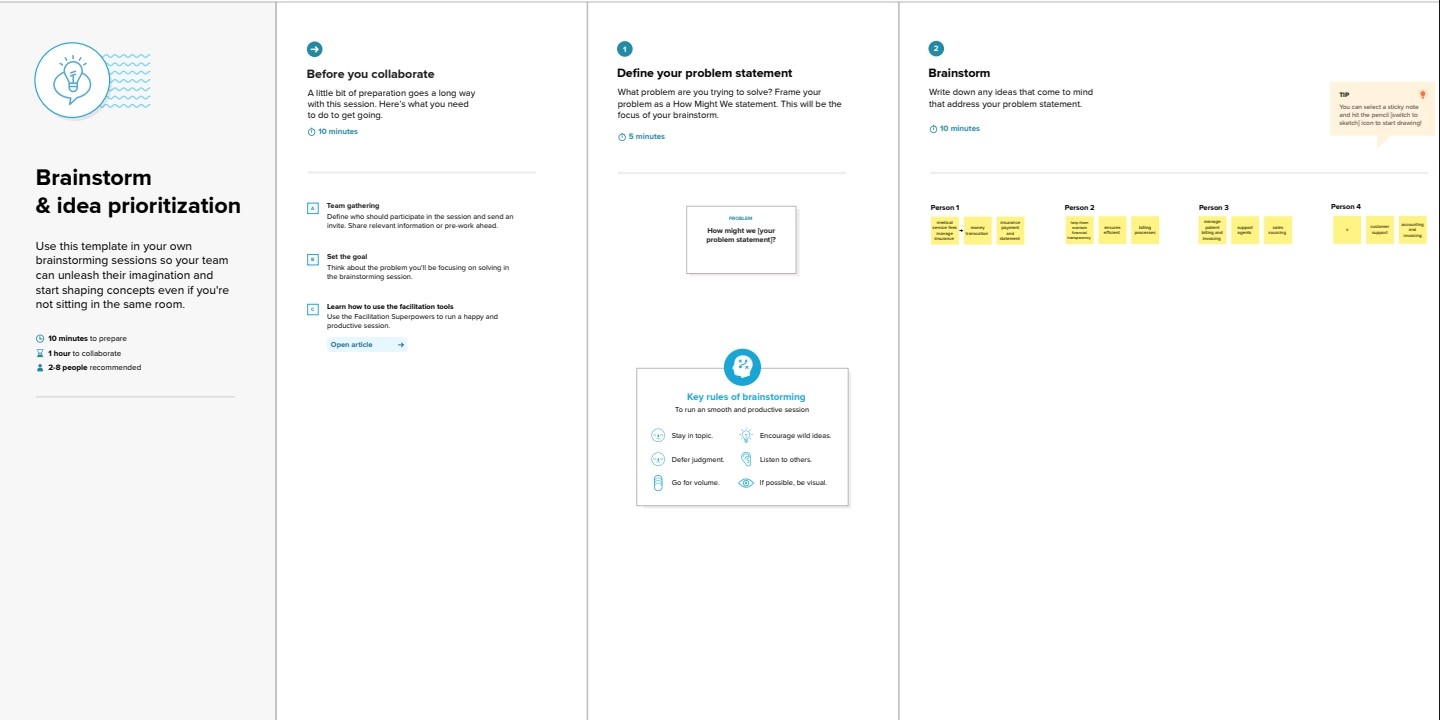 Brainstorm
& idea prioritization
Use this template in your own
brainstorming sessions so your team
can unleash their imagination and
start shaping concepts even if you're
not sitting in the same room.
10 minutes to prepare
1 hour to collaborate
2-8 people recommended
Before you collaborate
A little bit of preparation goes a long way
with this session. Here's what you need
to do to get going.
10 minutes
A
Team gathering
Define who should participate in the session and send an
invite. Share relevant information or pre-work ahead.
B
Set the goal
Think about the problem you'll be focusing on solving in
the brainstorming session.
C
Learn how to use the facilitation tools
Use the Facilitation Superpowers to run a happy and
productive session.
Open article
1
Define your problem statement
What problem are you trying to solve? Frame your
problem as a How Might We statement. This will be the
focus of your brainstorm.
5 minutes
PROBLEM
How might we [your
problem statement]?
Key rules of brainstorming
To run an smooth and productive session
Stay in topic.
Encourage wild ideas.
Defer judgment.
Listen to others.
Go for volume.
If possible, be visual.
2
Brainstorm
Write down any ideas that come to mind
that address your problem statement.
10 minutes
TIP
You can select a sticky note
and hit the pencil [switch to
sketch] icon to start drawing!
Person 1
medical
service fees
manage
insurance
money
transaction
insurance
payment
and
statement
Person 2
help them
maintain
financial
transparency
ensures
efficient
billing
processes
Person 3
manage
patient
billing and
invoicing
support
agents
sales
sourcing
Person 4
customer
support
accounting
and
invoicing